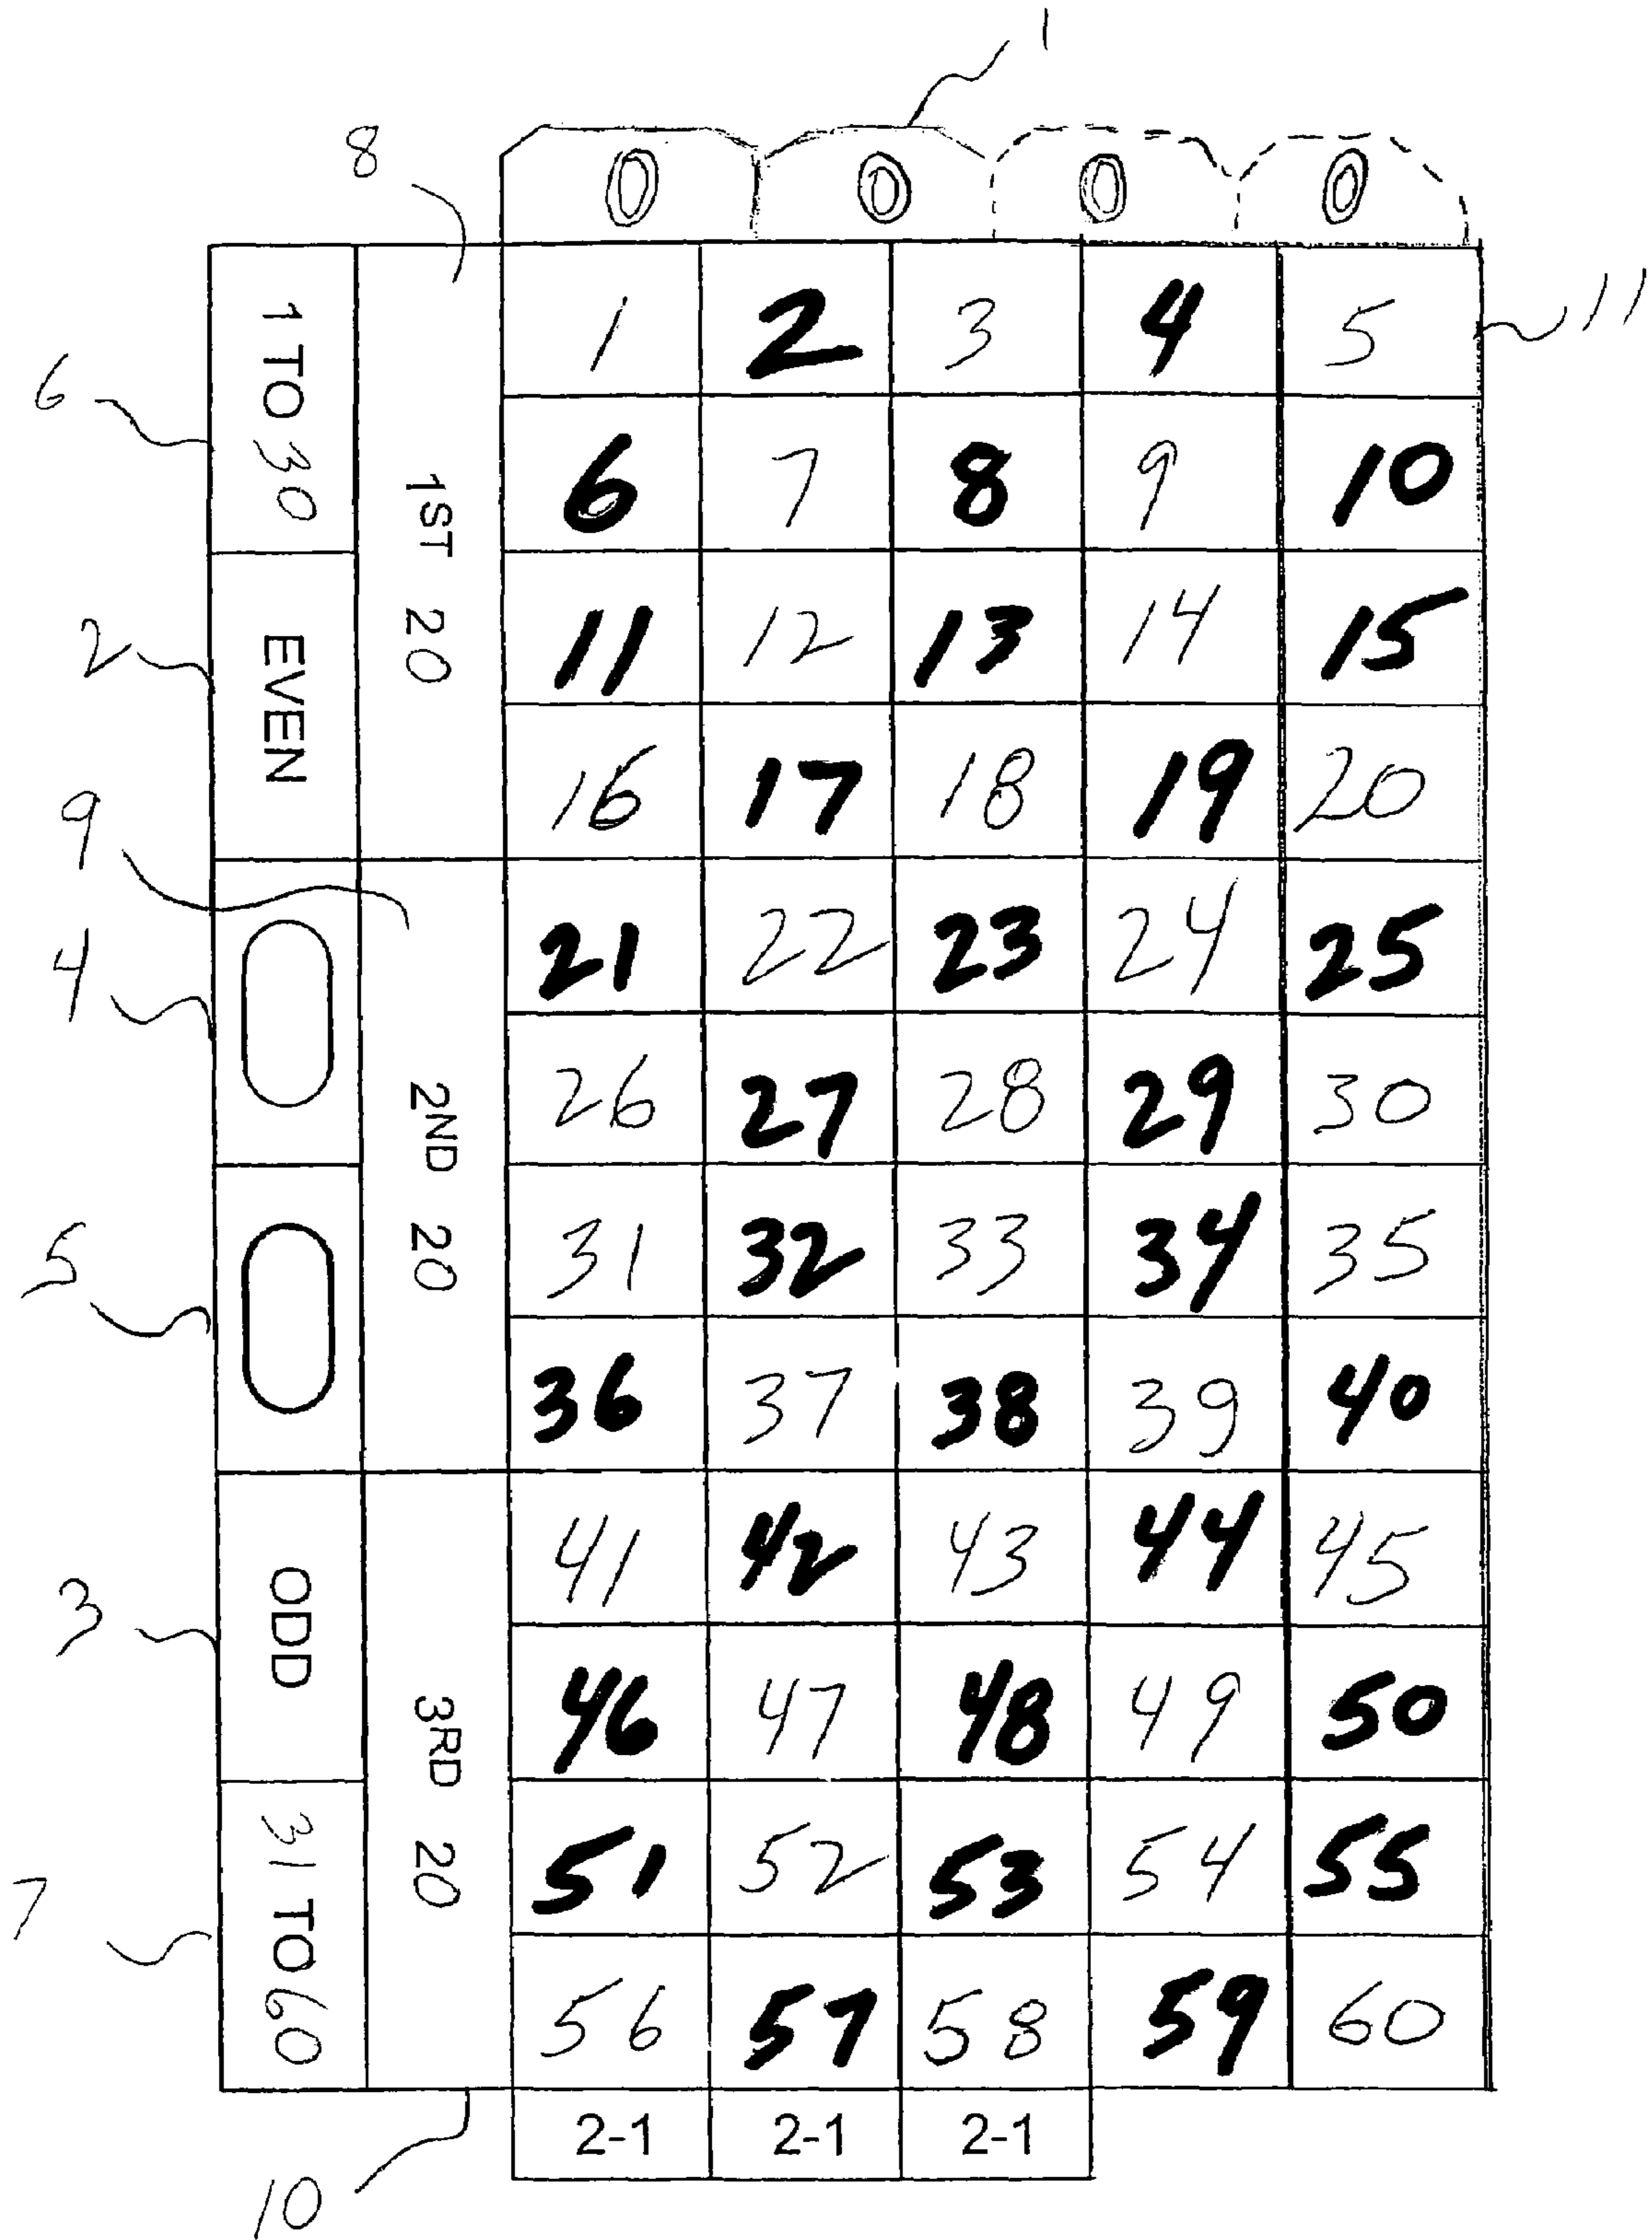 1
8
0 0 0 0
11
1 2 3 4 5
1 TO 30
6
6 7 8 9 10
1ST 20
11 12 13 14 15
2
EVEN
16 17 18 19 20
9
21 22 23 24 25
4
26 27 28 29 30
2ND 20
31 32 33 34 35
5
36 37 38 39 40
41 42 43 44 45
ODD
3
46 47 48 49 50
3RD 20
51 52 53 54 55
31 TO 60
7
56 57 58 59 60
2-1 2-1 2-1
10